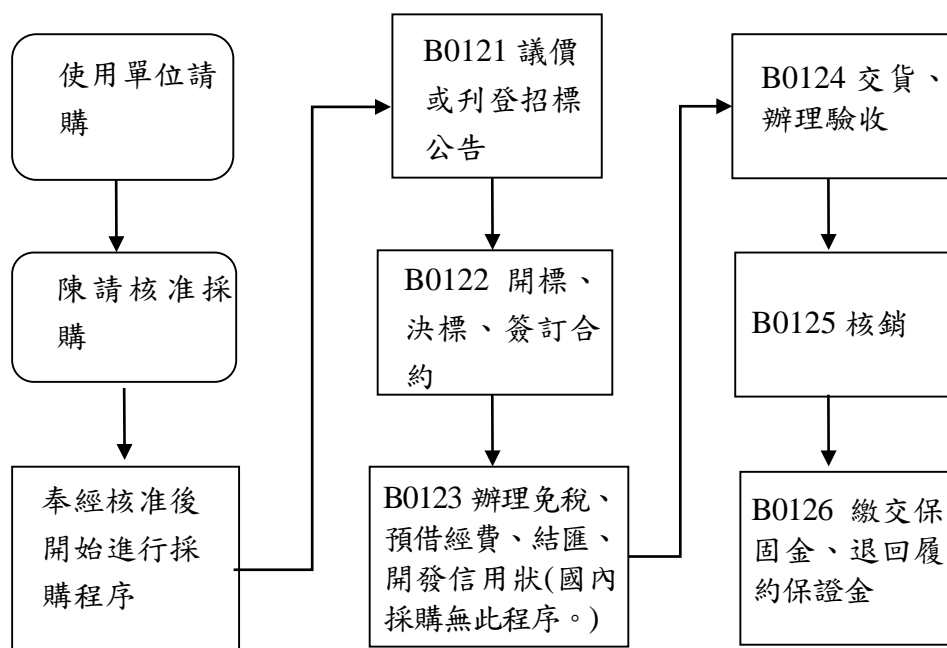 使用單位請
購
陳請核准採
購
奉經核准後
開始進行採
購程序
B0121 議價
或刊登招標
公告
B0122 開標、
決標、簽訂合
約
B0123 辦理免稅、
預借經費、結匯、
開發信用狀(國內
採購無此程序。)
B0124 交貨、
辦理驗收
B0125 核銷
B0126 繳交保
固金、退回履
約保證金